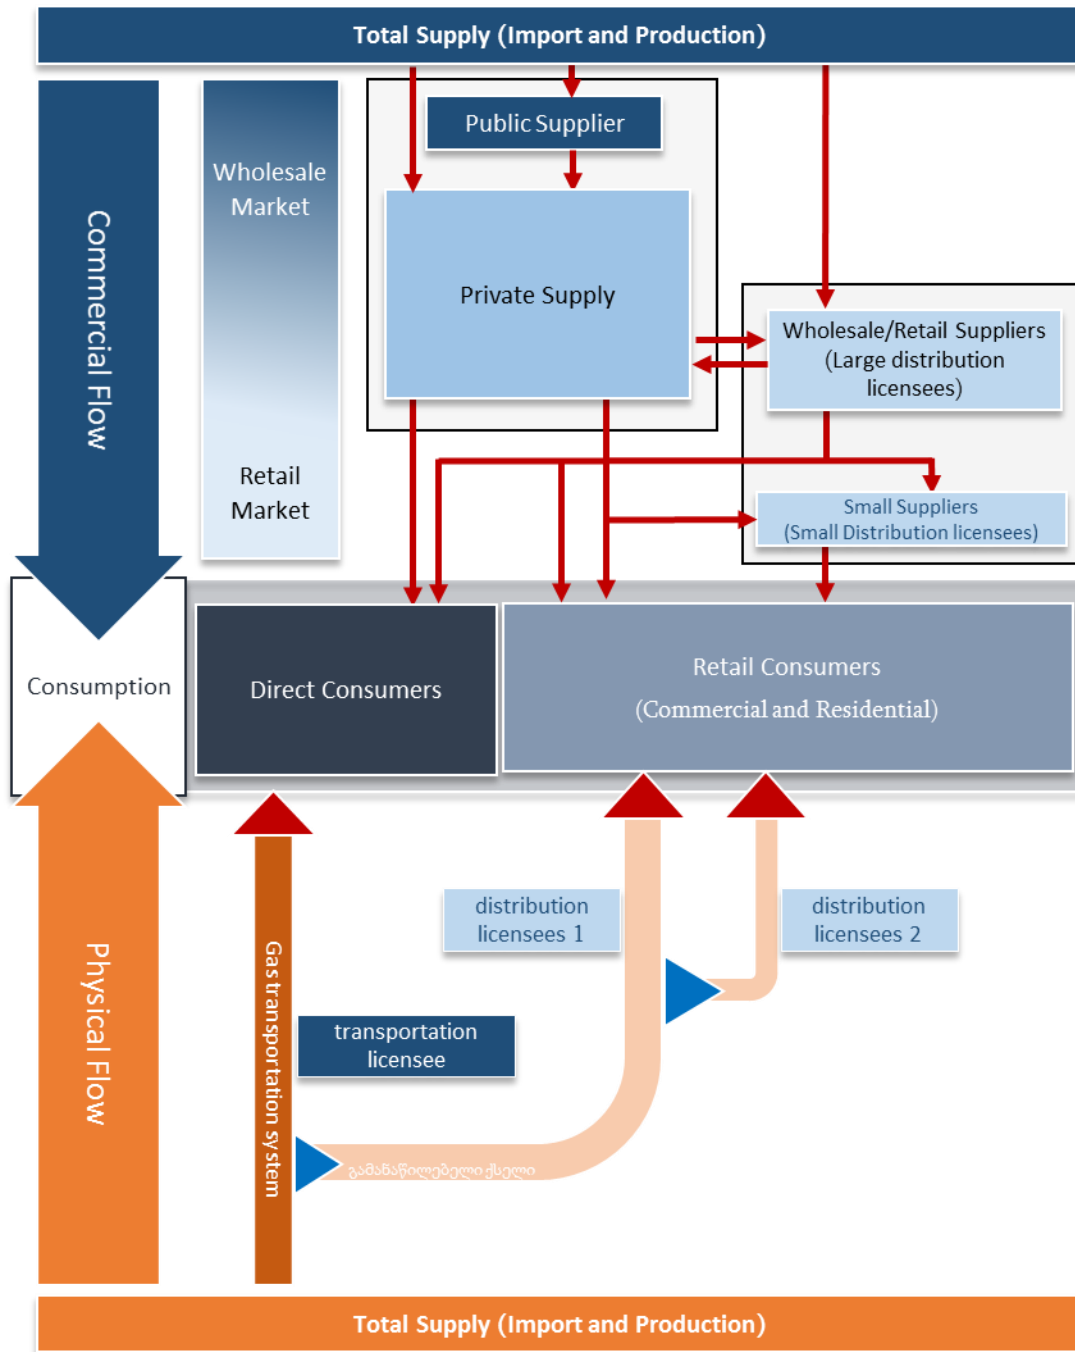 Total Supply (Import and Production)
Commercial Flow
Wholesale
Market
Retail
Market
Public Supplier
Private Supply
Wholesale/Retail Suppliers
(Large distribution
licensees)
Small Suppliers
(Small Distribution licensees)
Consumption
Direct Consumers
Retail Consumers
(Commercial and Residential)
Physical Flow
Gas transportation system
transportation
licensee
distribution
licensees 1
distribution
licensees 2
გამანაწილებელი ქსელი
Total Supply (Import and Production)